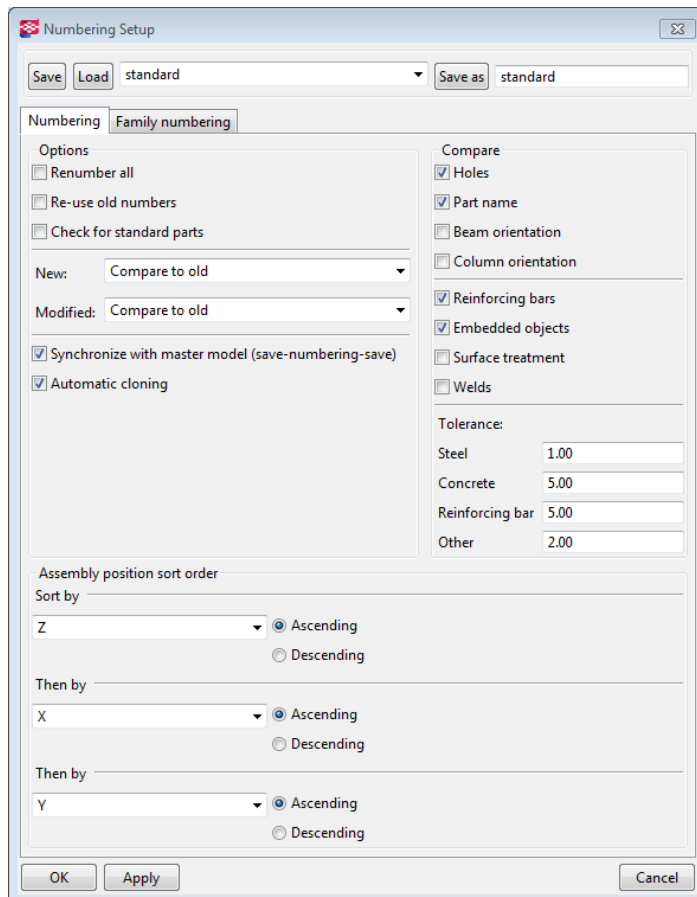 Numbering Setup
Save Load standard Save as standard
Numbering Family numbering
Options
Renumber all
Re-use old numbers
Check for standard parts
New: Compare to old
Modified: Compare to old
Synchronize with master model (save-numbering-save)
Automatic cloning
Compare
Holes
Part name
Beam orientation
Column orientation
Reinforcing bars
Embedded objects
Surface treatment
Welds
Tolerance:
Steel 1.00
Concrete 5.00
Reinforcing bar 5.00
Other 2.00
Assembly position sort order
Sort by
Z Ascending
Descending
Then by
X Ascending
Descending
Then by
Y Ascending
Descending
OK Apply Cancel